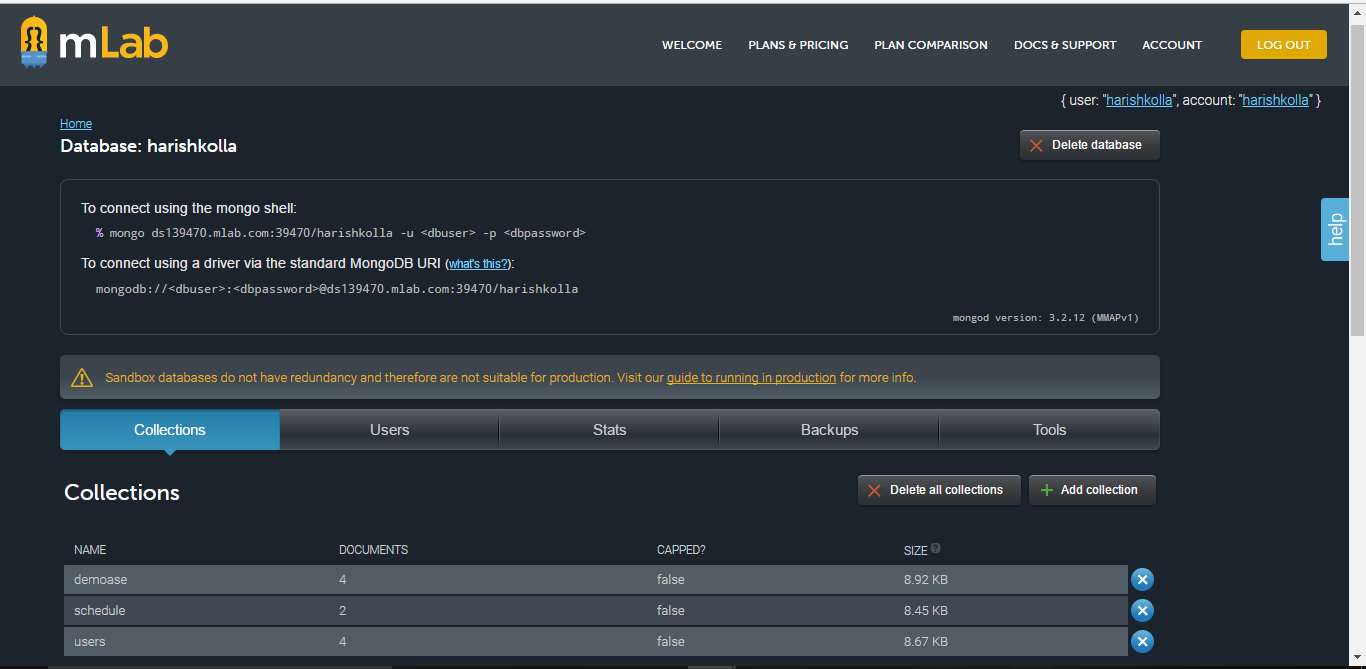 mLab
WELCOME PLANS & PRICING PLAN COMPARISON DOCS & SUPPORT ACCOUNT LOG OUT
{ user: "harishkolla", account: "harishkolla" }
Home
Database: harishkolla
Delete database
To connect using the mongo shell:
% mongo ds139470.mlab.com:39470/harishkolla -u <dbuser> -p <dbpassword>
To connect using a driver via the standard MongoDB URI (what's this?):
mongodb://<dbuser>:<dbpassword>@ds139470.mlab.com:39470/harishkolla
mongod version: 3.2.12 (MMAPv1)
help
Sandbox databases do not have redundancy and therefore are not suitable for production. Visit our guide to running in production for more info.
Collections Users Stats Backups Tools
Collections
Delete all collections Add collection
NAME DOCUMENTS CAPPED? SIZE ?
demoase 4 false 8.92 KB
schedule 2 false 8.45 KB
users 4 false 8.67 KB